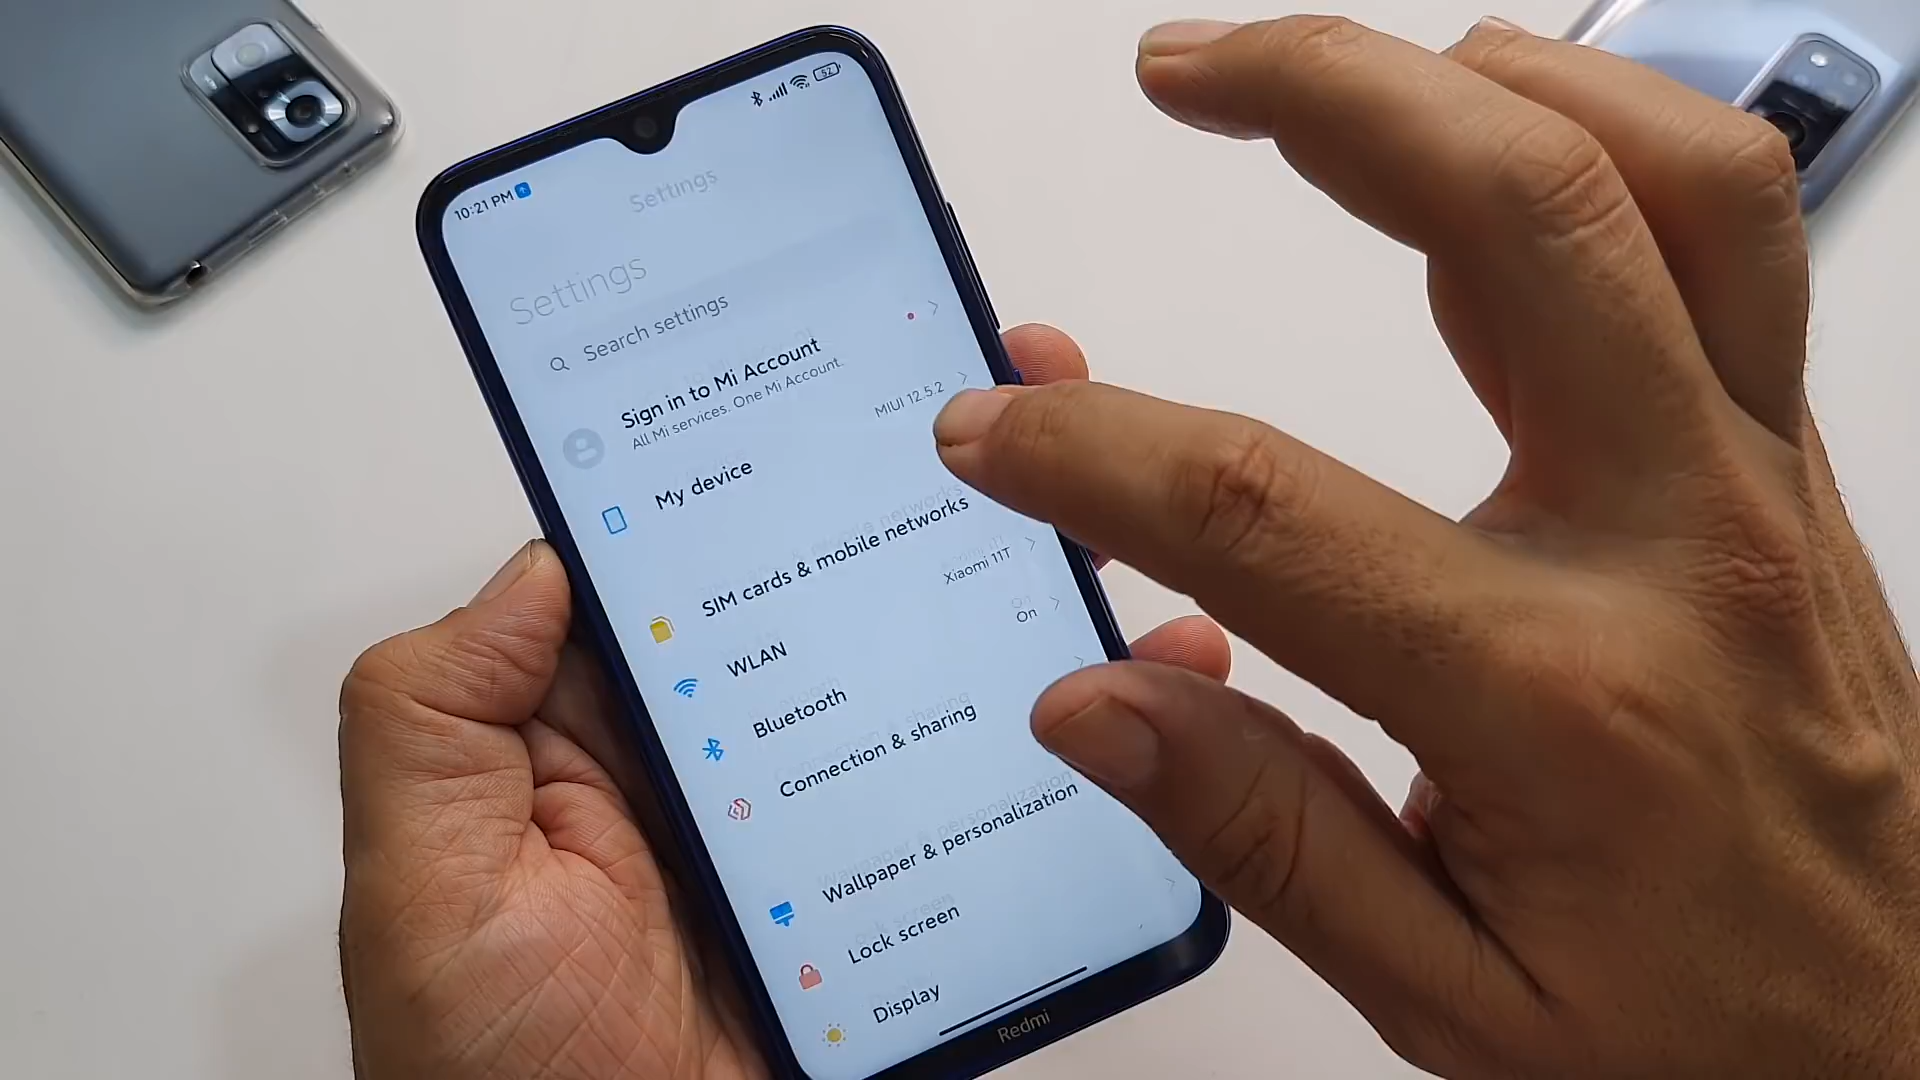 10:21 PM
52
Settings
Settings
Search settings
Sign in to Mi Account
All Mi services. One Mi Account.
My device
MIUI 12.5.2
SIM cards & mobile networks
WLAN
Xiaomi 11T
Bluetooth
On
Connection & sharing
Wallpaper & personalization
Lock screen
Display
Redmi